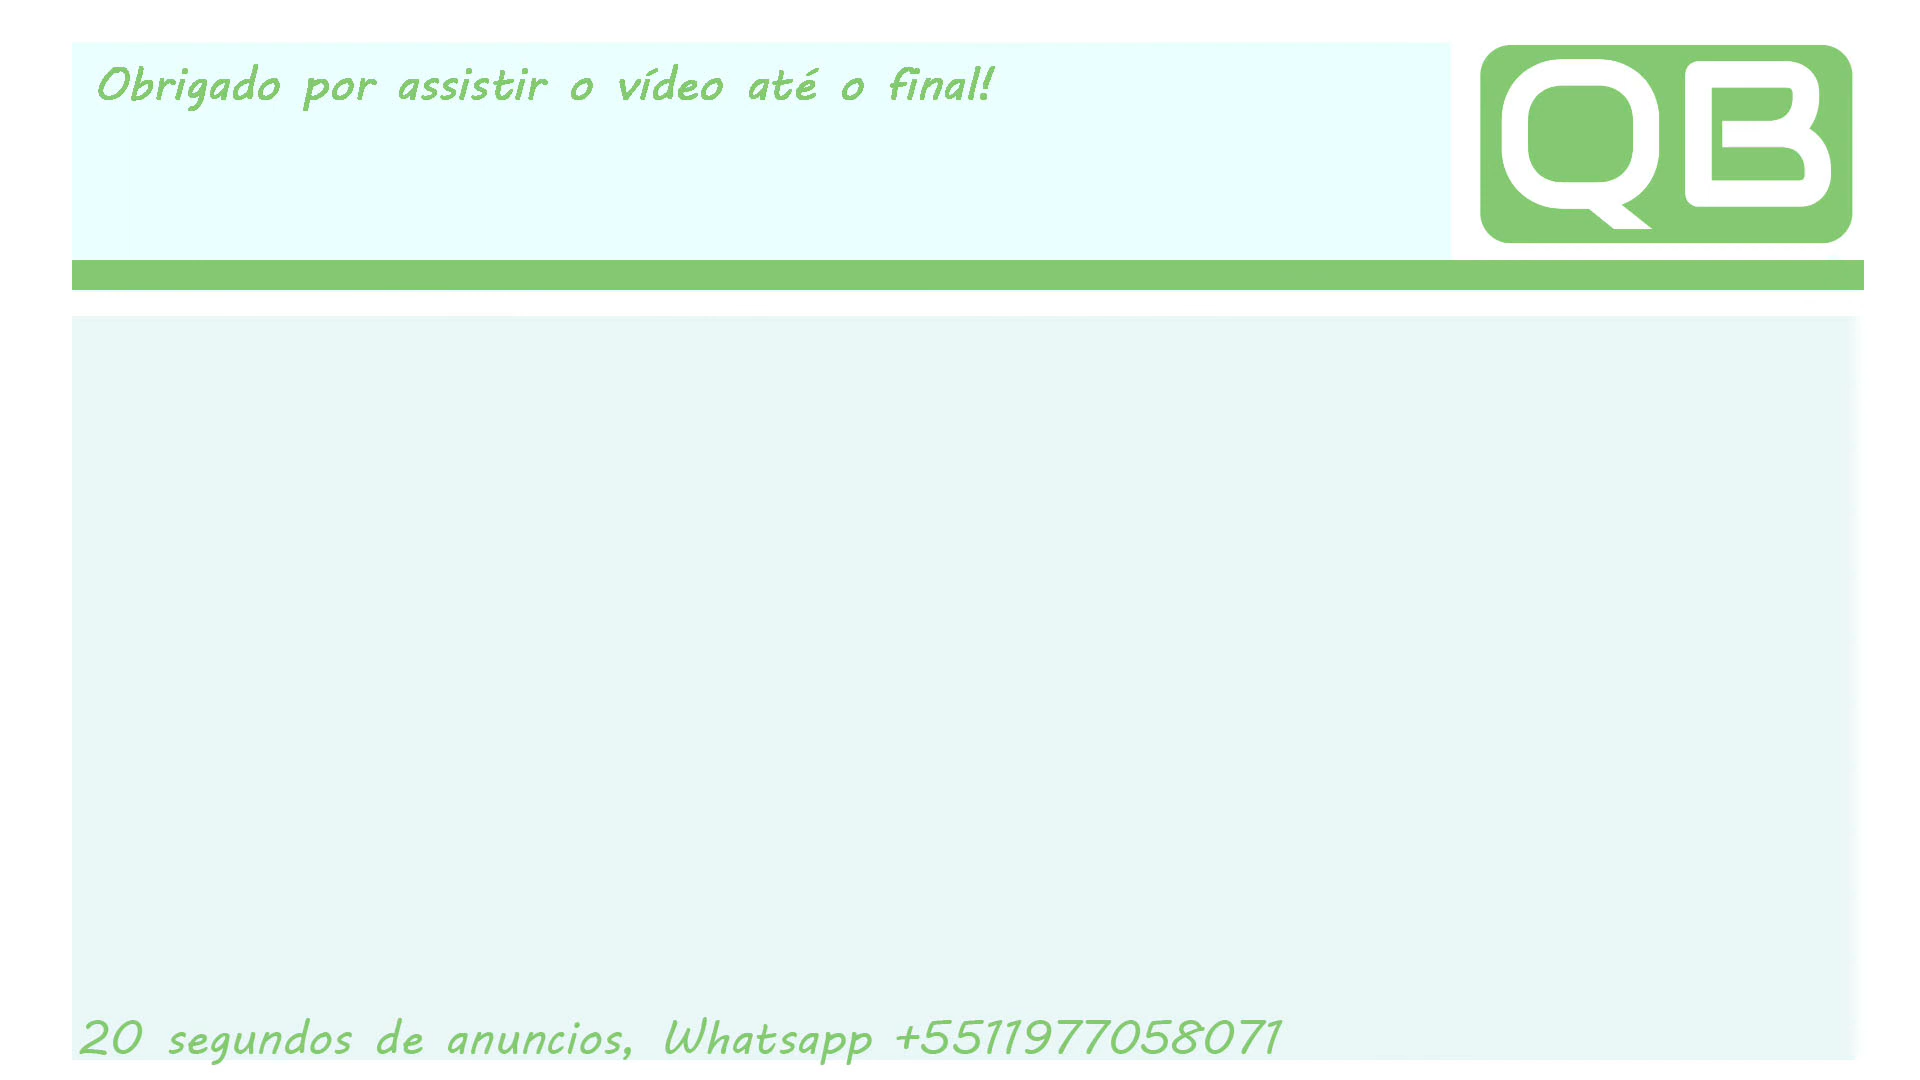 Obrigado por assistir o vídeo até o final!
QB
20 segundos de anuncios, Whatsapp +5511977058071